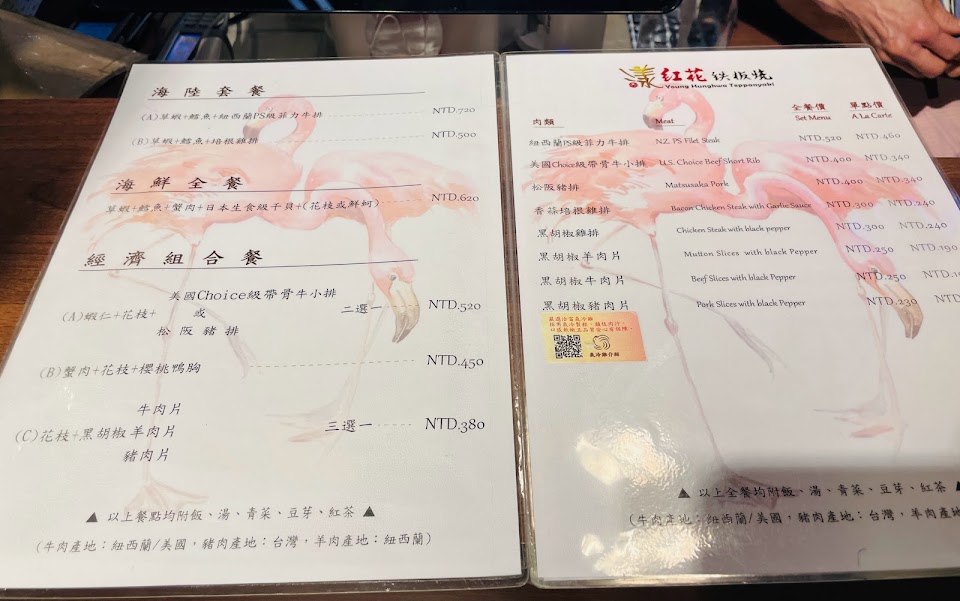 海陸套餐
(A)草蝦+鱈魚+紐西蘭PS級菲力牛排 NTD.720
(B)草蝦+鱈魚+培根雞排 NTD.500
海鮮全餐
草蝦+鱈魚+蟹肉+日本生食級干貝+(花枝或鮮蚵) NTD.620
經濟組合餐
美國Choice級帶骨牛小排
(A)蝦仁+花枝+ 或 二選一 NTD.520
松阪豬排
(B)蟹肉+花枝+櫻桃鴨胸 NTD.450
牛肉片
(C)花枝+黑胡椒羊肉片 三選一 NTD.380
豬肉片
▲ 以上餐點均附飯、湯、青菜、豆芽、紅茶 ▲
(牛肉產地；紐西蘭/美國，豬肉產地：台灣，羊肉產地；紐西蘭)
漾 紅花 鉄板燒
Young Hunghwa Teppanyaki
肉類 Meat 全餐價 單點價
Set Menu A La Carte
紐西蘭PS級菲力牛排 N.Z. PS Filet Steak NTD.520 NTD.460
美國Choice級帶骨牛小排 U.S. Choice Beef Short Rib NTD.400 NTD.340
松阪豬排 Matsusaka Pork NTD.400 NTD.340
香蒜培根雞排 Bacon Chicken Steak with Garlic Sauce NTD.300 NTD.240
黑胡椒雞排 Chicken Steak with black pepper NTD.300 NTD.240
黑胡椒羊肉片 Mutton Slices with black Pepper NTD.250 NTD.190
黑胡椒牛肉片 Beef Slices with black Pepper NTD.250
黑胡椒豬肉片 Pork Slices with black Pepper NTD.230 NTD
氣冷雞介紹
▲ 以上全餐均附飯、湯、青菜、豆芽、紅茶
(牛肉產地：紐西蘭/美國，豬肉產地：台灣，羊肉產